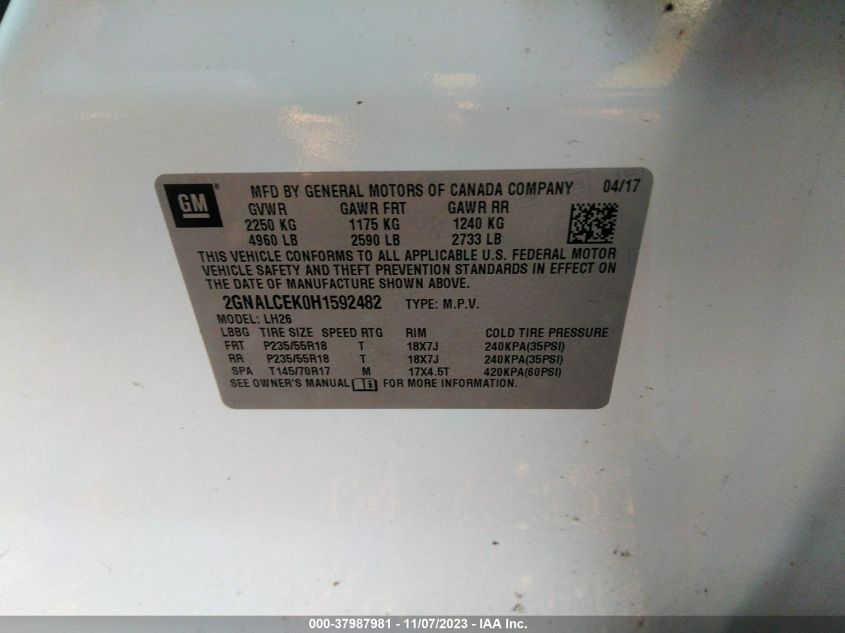 GM ® MFD BY GENERAL MOTORS OF CANADA COMPANY 04/17
GVWR GAWR FRT GAWR RR
2250 KG 1175 KG 1240 KG
4960 LB 2590 LB 2733 LB
THIS VEHICLE CONFORMS TO ALL APPLICABLE U.S. FEDERAL MOTOR
VEHICLE SAFETY AND THEFT PREVENTION STANDARDS IN EFFECT ON
THE DATE OF MANUFACTURE SHOWN ABOVE.
2GNALCEK0H1592482 TYPE: M.P.V.
MODEL: LH26
LBBG TIRE SIZE SPEED RTG RIM COLD TIRE PRESSURE
FRT P235/55R18 T 18X7J 240KPA(35PSI)
RR P235/55R18 T 18X7J 240KPA(35PSI)
SPA T145/70R17 M 17X4.5T 420KPA(60PSI)
SEE OWNER'S MANUAL FOR MORE INFORMATION.
000-37987981 - 11/07/2023 - IAA Inc.